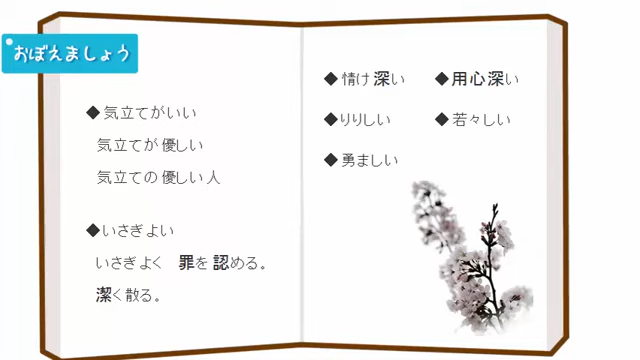 おぼえましょう
◆気立てがいい
気立てが優しい
気立ての優しい人
◆いさぎよい
いさぎよく 罪を認める。
潔く散る。
◆情け深い ◆用心深い
◆りりしい ◆若々しい
◆勇ましい